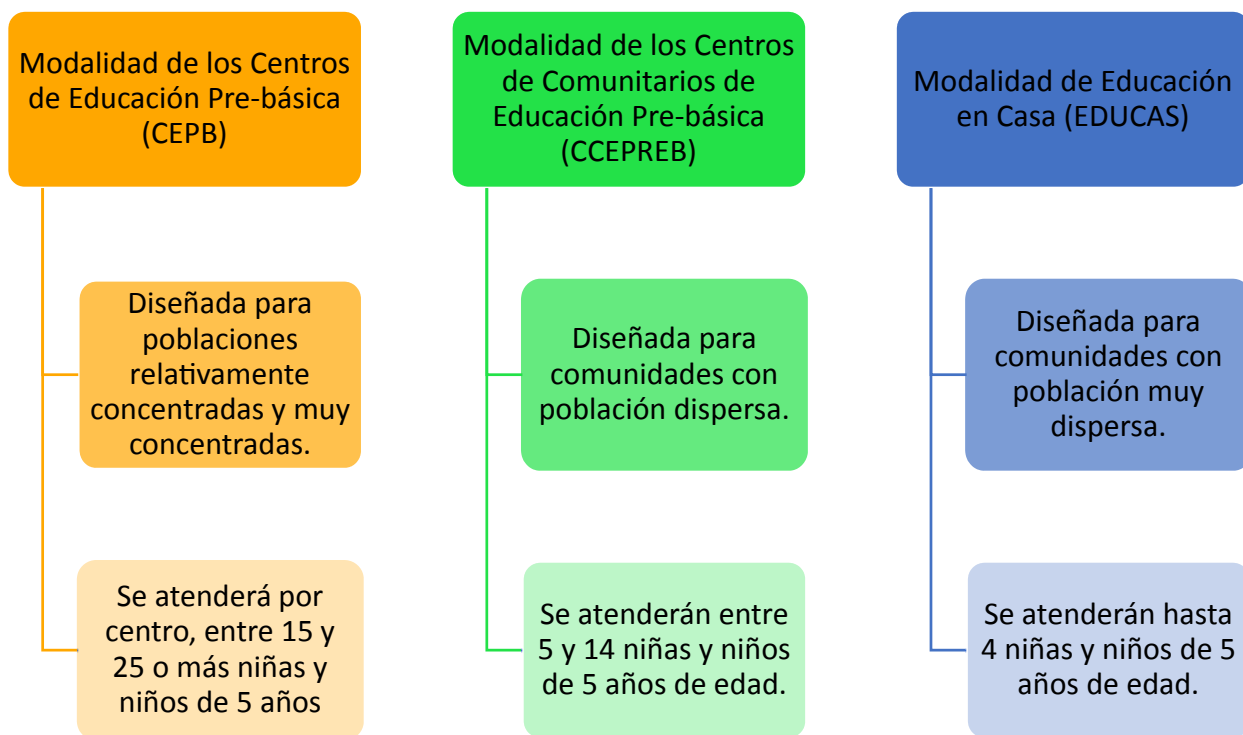 Modalidad de los Centros
de Educación Pre-básica
(CEPB)
Diseñada para
poblaciones
relativamente
concentradas y muy
concentradas.
Se atenderá por
centro, entre 15 y
25 o más niñas y
niños de 5 años
Modalidad de los Centros
de Comunitarios de
Educación Pre-básica
(CCEPREB)
Diseñada para
comunidades con
población dispersa.
Se atenderán entre
5 y 14 niñas y niños
de 5 años de edad.
Modalidad de Educación
en Casa (EDUCAS)
Diseñada para
comunidades con
población muy
dispersa.
Se atenderán hasta
4 niñas y niños de 5
años de edad.